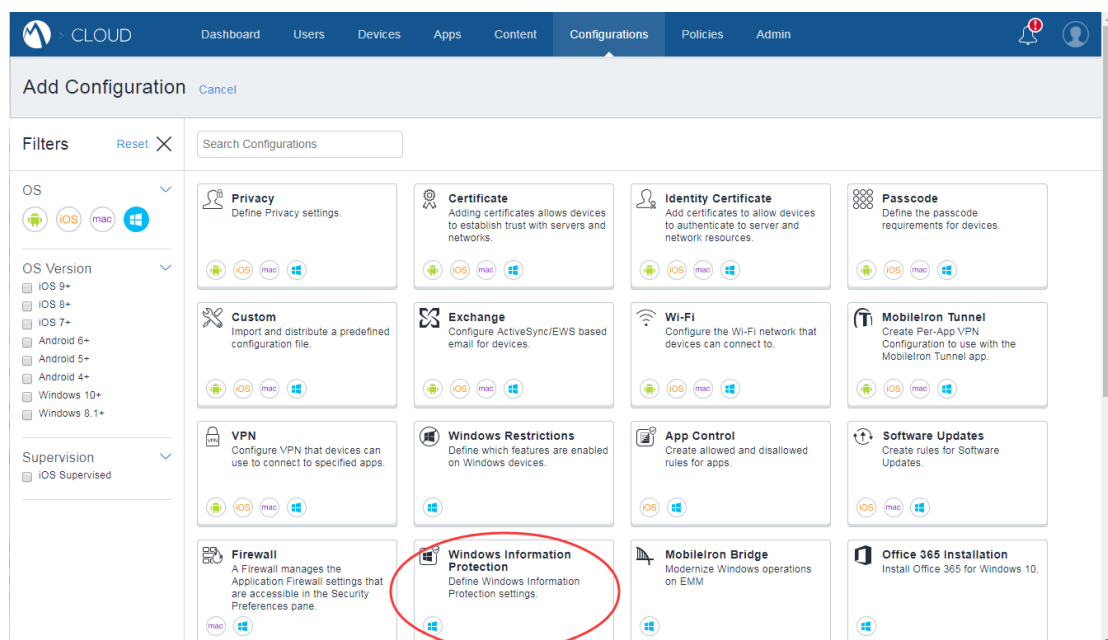 > CLOUD
Dashboard
Users
Devices
Apps
Content
Configurations
Policies
Admin
Add Configuration
Cancel
Filters
Reset
Search Configurations
OS
iOS
mac
OS Version
iOS 9+
iOS 8+
iOS 7+
Android 6+
Android 5+
Android 4+
Windows 10+
Windows 8.1+
Supervision
iOS Supervised
Privacy
Define Privacy settings.
iOS
mac
Certificate
Adding certificates allows devices
to establish trust with servers and
networks.
iOS
mac
Identity Certificate
Add certificates to allow devices
to authenticate to server and
network resources.
iOS
mac
Passcode
Define the passcode
requirements for devices.
iOS
mac
Custom
Import and distribute a predefined
configuration file.
iOS
mac
Exchange
Configure ActiveSync/EWS based
email for devices.
iOS
mac
Wi-Fi
Configure the Wi-Fi network that
devices can connect to.
iOS
mac
MobileIron Tunnel
Create Per-App VPN
Configuration to use with the
MobileIron Tunnel app.
iOS
mac
VPN
VPN
Configure VPN that devices can
use to connect to specified apps.
iOS
mac
Windows Restrictions
Define which features are enabled
on Windows devices.
App Control
Create allowed and disallowed
rules for apps.
iOS
Software Updates
Create rules for Software
Updates.
iOS
mac
Firewall
A Firewall manages the
Application Firewall settings that
are accessible in the Security
Preferences pane.
mac
Windows Information
Protection
Define Windows Information
Protection settings.
MobileIron Bridge
Modernize Windows operations
on EMM
Office 365 Installation
Install Office 365 for Windows 10.